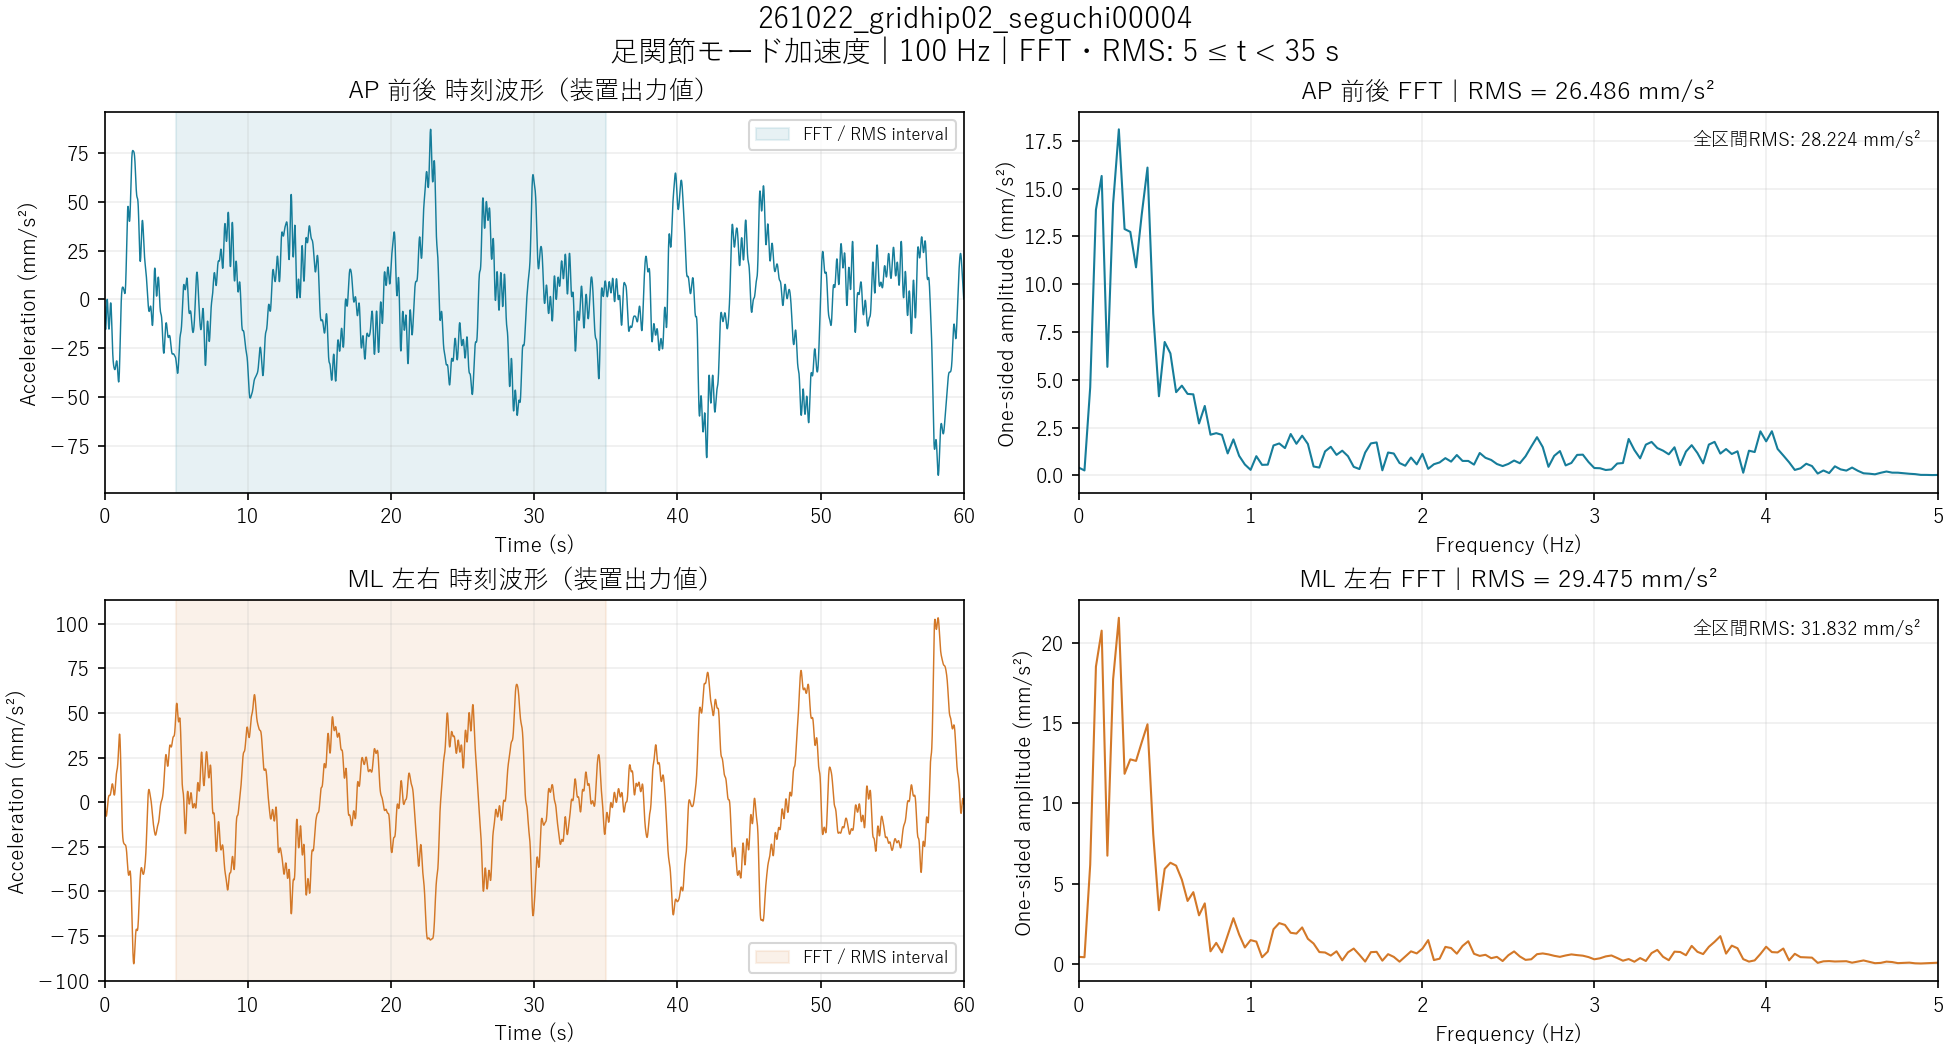 261022_gridhip02_seguchi00004
足関節モード加速度 | 100 Hz | FFT・RMS: 5 ≤ t < 35 s
AP 前後 時刻波形（装置出力値）
Acceleration (mm/s²)
75
50
25
0
−25
−50
−75
FFT / RMS interval
0 10 20 30 40 50 60
Time (s)
AP 前後 FFT | RMS = 26.486 mm/s²
One-sided amplitude (mm/s²)
17.5
15.0
12.5
10.0
7.5
5.0
2.5
0.0
全区間RMS: 28.224 mm/s²
0 1 2 3 4 5
Frequency (Hz)
ML 左右 時刻波形（装置出力値）
Acceleration (mm/s²)
100
75
50
25
0
−25
−50
−75
−100
FFT / RMS interval
0 10 20 30 40 50 60
Time (s)
ML 左右 FFT | RMS = 29.475 mm/s²
One-sided amplitude (mm/s²)
20
15
10
5
0
全区間RMS: 31.832 mm/s²
0 1 2 3 4 5
Frequency (Hz)